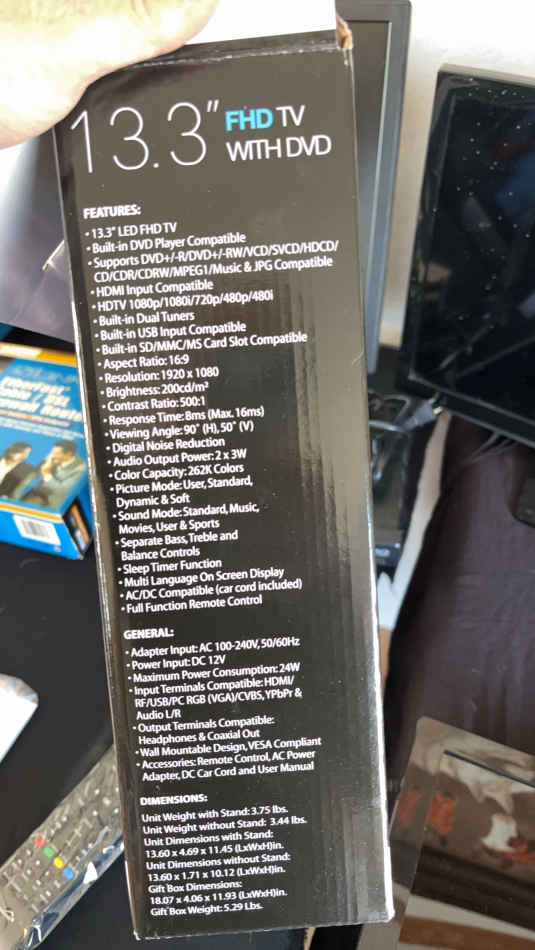 13.3" FHD TV
WITH DVD
FEATURES:
• 13.3" LED FHD TV
• Built-in DVD Player Compatible
• Supports DVD+/-R/DVD+/-RW/VCD/SVCD/HDCD/
CD/CDR/CDRW/MPEG1/Music & JPG Compatible
• HDMI Input Compatible
• HDTV 1080p/1080i/720p/480p/480i
• Built-in Dual Tuners
• Built-in USB Input Compatible
• Built-in SD/MMC/MS Card Slot Compatible
• Aspect Ratio: 16:9
• Resolution: 1920 x 1080
• Brightness: 200cd/m²
• Contrast Ratio: 500:1
• Response Time: 8ms (Max. 16ms)
• Viewing Angle: 90° (H), 50° (V)
• Digital Noise Reduction
• Audio Output Power: 2 x 3W
• Color Capacity: 262K Colors
• Picture Mode: User, Standard,
Dynamic & Soft
• Sound Mode: Standard, Music,
Movies, User & Sports
• Separate Bass, Treble and
Balance Controls
• Sleep Timer Function
• Multi Language On Screen Display
• AC/DC Compatible (car cord included)
• Full Function Remote Control
GENERAL:
• Adapter Input: AC 100-240V, 50/60Hz
• Power Input: DC 12V
• Maximum Power Consumption: 24W
• Input Terminals Compatible: HDMI/
RF/USB/PC RGB (VGA)/CVBS, YPbPr &
Audio L/R
• Output Terminals Compatible:
Headphones & Coaxial Out
• Wall Mountable Design, VESA Compliant
• Accessories: Remote Control, AC Power
Adapter, DC Car Cord and User Manual
DIMENSIONS:
Unit Weight with Stand: 3.75 lbs.
Unit Weight without Stand: 3.44 lbs.
Unit Dimensions with Stand:
13.60 x 4.69 x 11.45 (LxWxH)in.
Unit Dimensions without Stand:
13.60 x 1.71 x 10.12 (LxWxH)in.
Gift Box Dimensions:
18.07 x 4.06 x 11.93 (LxWxH)in.
Gift Box Weight: 5.29 Lbs.